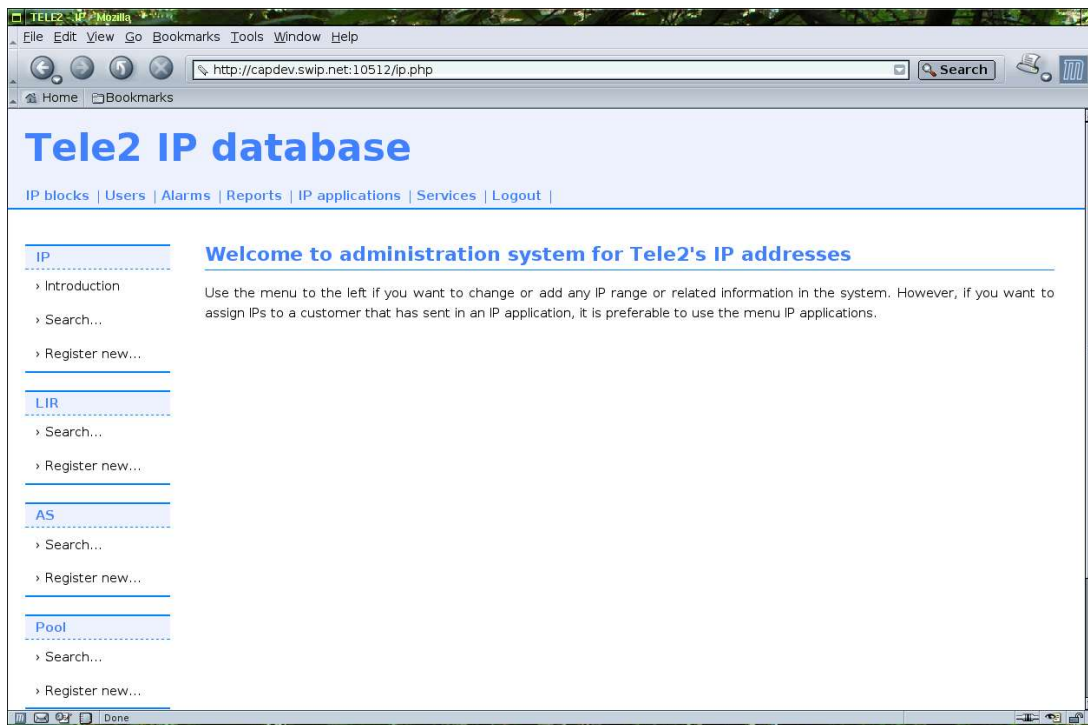 TELE2 - IP - Mozilla
File Edit View Go Bookmarks Tools Window Help
http://capdev.swip.net:10512/ip.php
Search
Home Bookmarks
Tele2 IP database
IP blocks | Users | Alarms | Reports | IP applications | Services | Logout |
IP
› Introduction
› Search...
› Register new...
LIR
› Search...
› Register new...
AS
› Search...
› Register new...
Pool
› Search...
› Register new...
Welcome to administration system for Tele2's IP addresses
Use the menu to the left if you want to change or add any IP range or related information in the system. However, if you want to
assign IPs to a customer that has sent in an IP application, it is preferable to use the menu IP applications.
Done